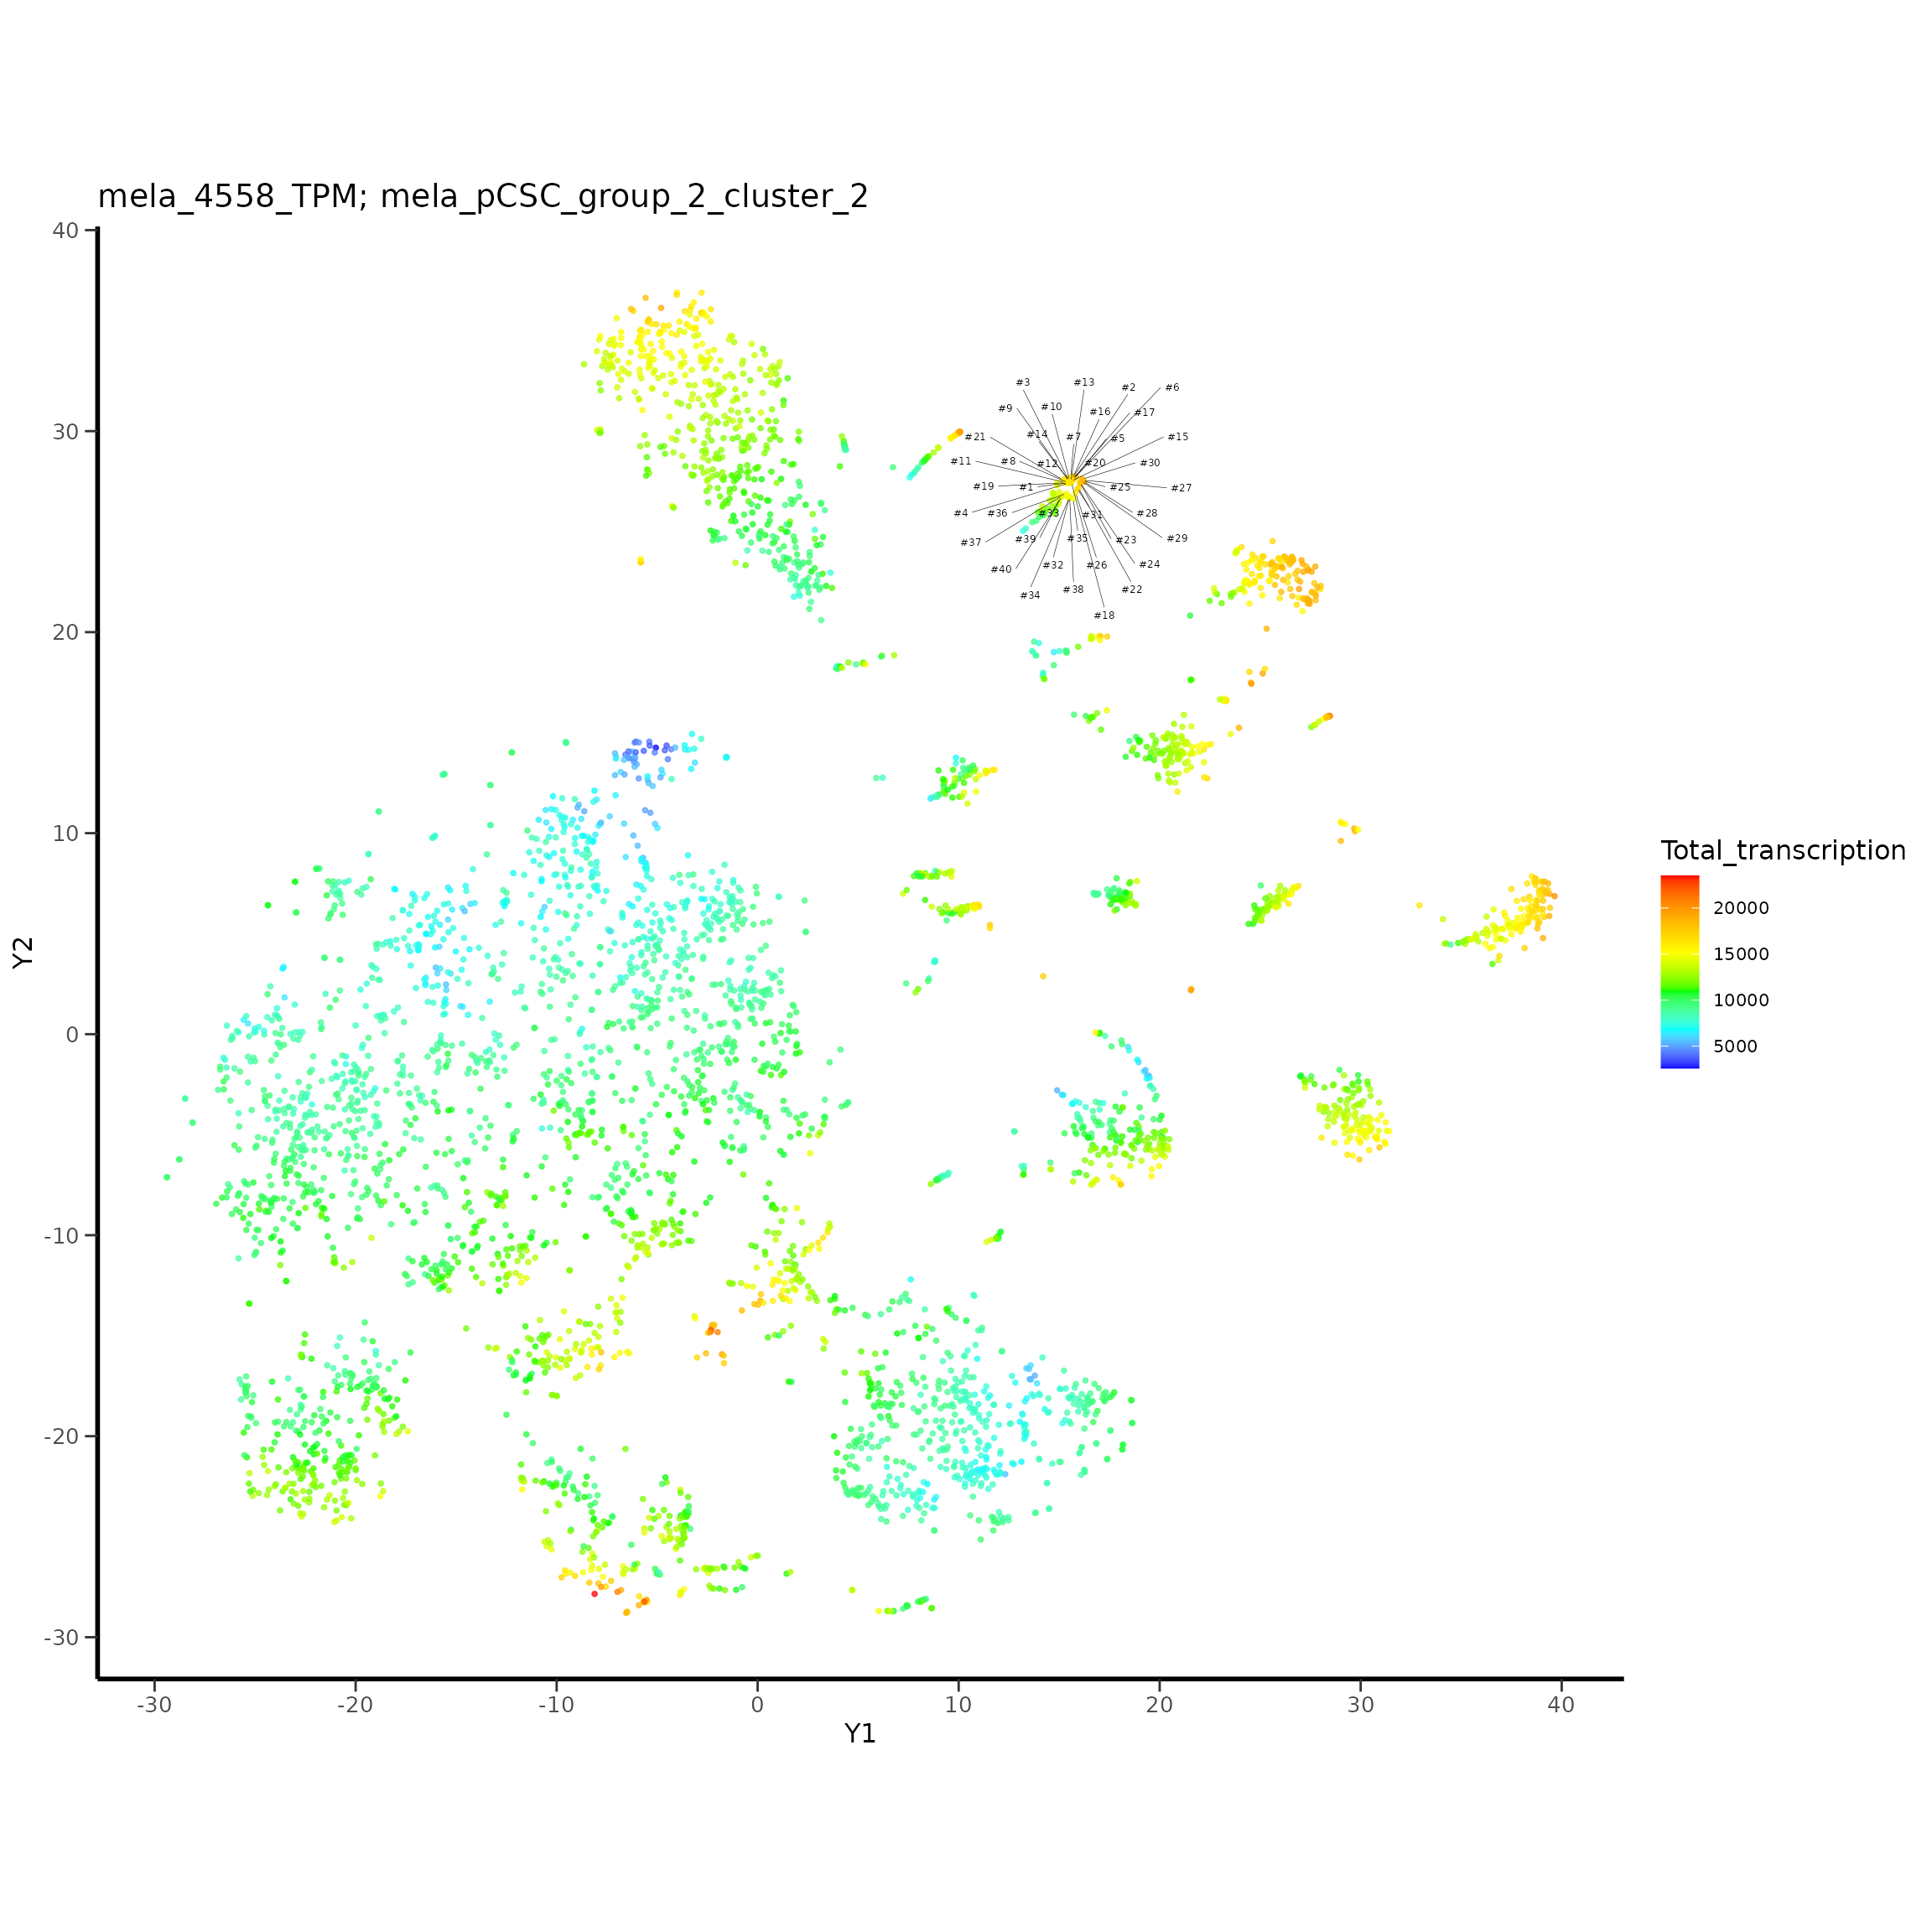 mela_4558_TPM; mela_pCSC_group_2_cluster_2
40
30
20
10
0
-10
-20
-30
Y2
#3 #13 #2 #6
#9 #10 #16 #17
#21 #14 #7 #5 #15
#11 #8 #12 #20 #30
#19 #1 #25 #27
#4 #36 #33 #31 #28
#37 #39 #35 #23 #29
#40 #32 #26 #24
#34 #38 #22
#18
-30 -20 -10 0 10 20 30 40
Y1
Total_transcription
20000
15000
10000
5000